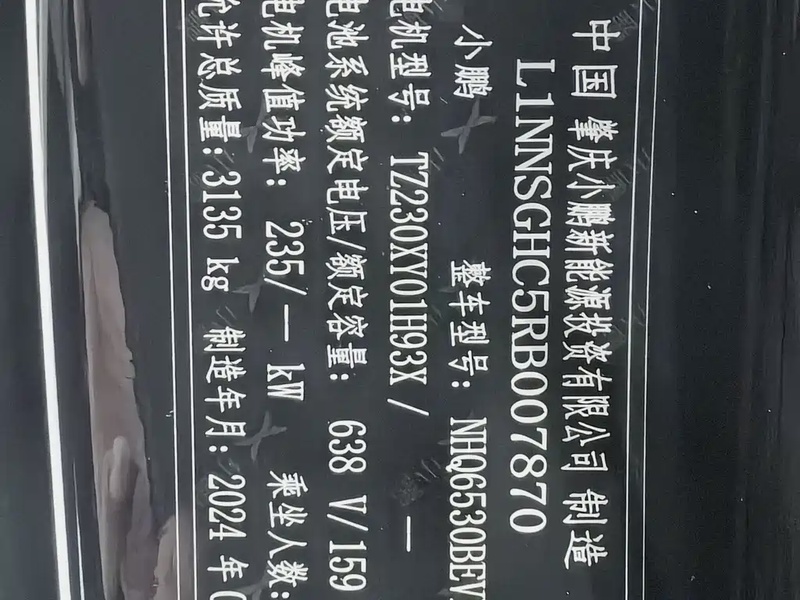 中国 肇庆小鹏新能源投资有限公司 制造
L1NNSGHC5RB007870
小鹏 整车型号: NHQ6530BEV
电机型号: TZ230XY01H93X / —
电池系统额定电压/额定容量: 638 V/159
电机峰值功率: 235/— kW 乘坐人数:
允许总质量: 3135 kg 制造年月: 2024 年